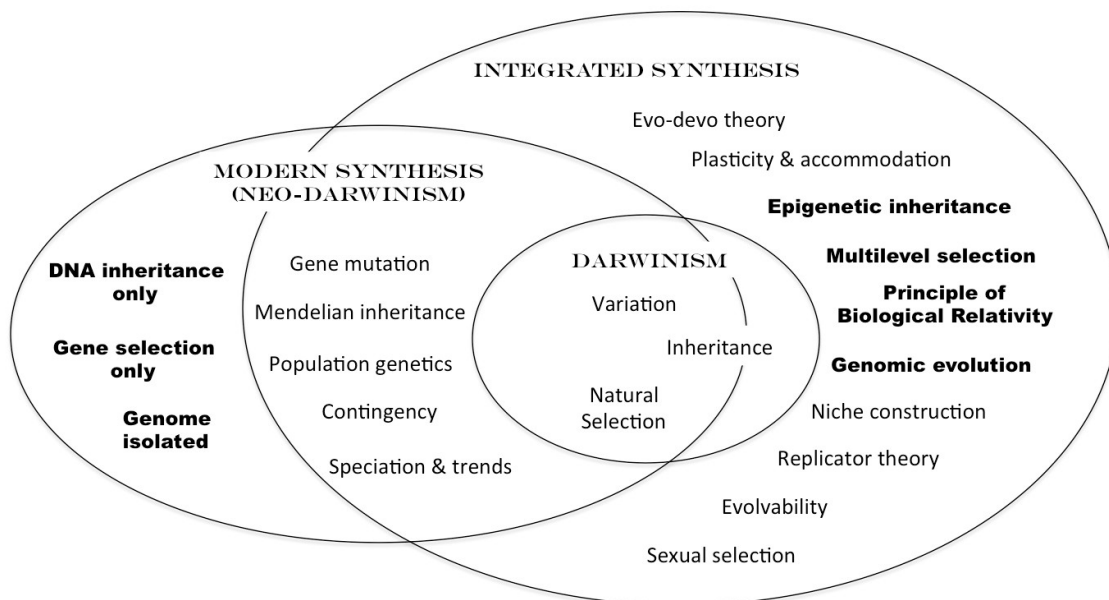 INTEGRATED SYNTHESIS
Evo-devo theory
Plasticity & accommodation
Epigenetic inheritance
Multilevel selection
Principle of
Biological Relativity
Genomic evolution
Niche construction
Replicator theory
Evolvability
Sexual selection
MODERN SYNTHESIS
(NEO-DARWINISM)
DNA inheritance
only
Gene selection
only
Genome
isolated
Gene mutation
Mendelian inheritance
Population genetics
Contingency
Speciation & trends
DARWINISM
Variation
Inheritance
Natural
Selection